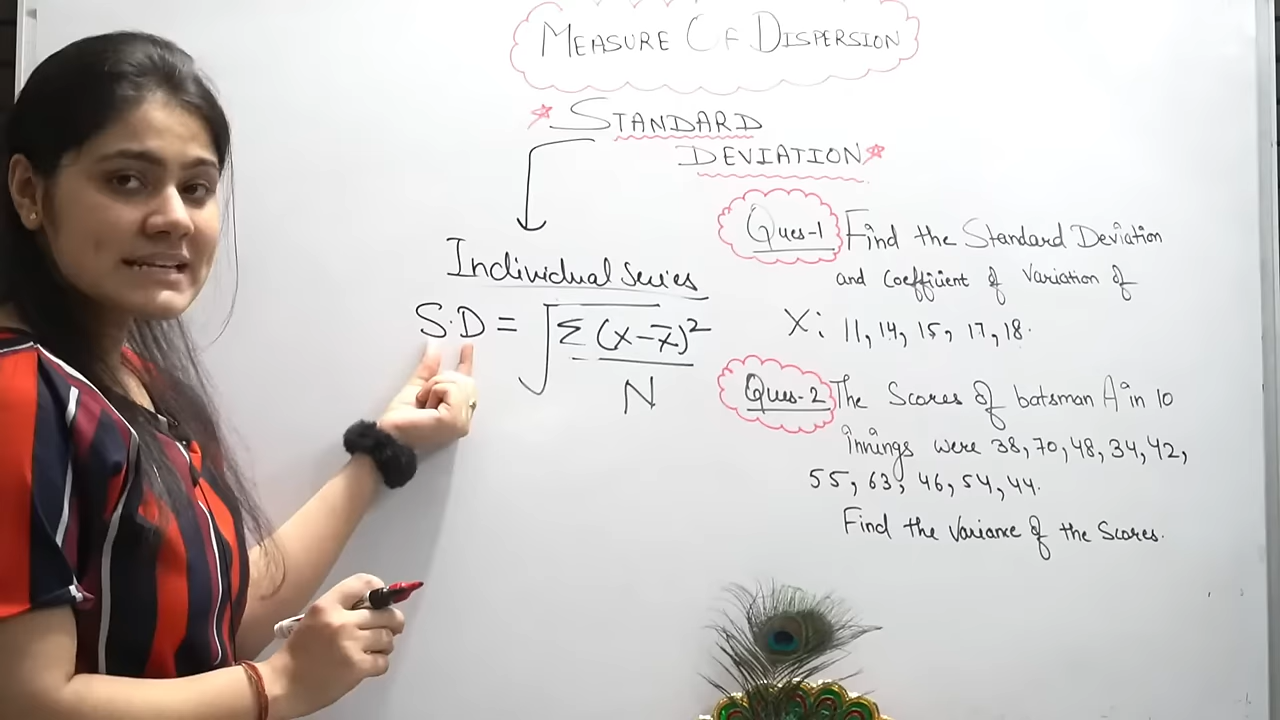 MEASURE OF DISPERSION
STANDARD
DEVIATION
Individual Series
S.D = √Σ(x-x̄)²
N
Ques-1 Find the Standard Deviation
and Coefficient of Variation of
X: 11, 14, 15, 17, 18.
Ques-2 The Scores of batsman A in 10
innings were 38, 70, 48, 34, 42,
55, 63, 46, 54, 44.
Find the Variance of the Scores.